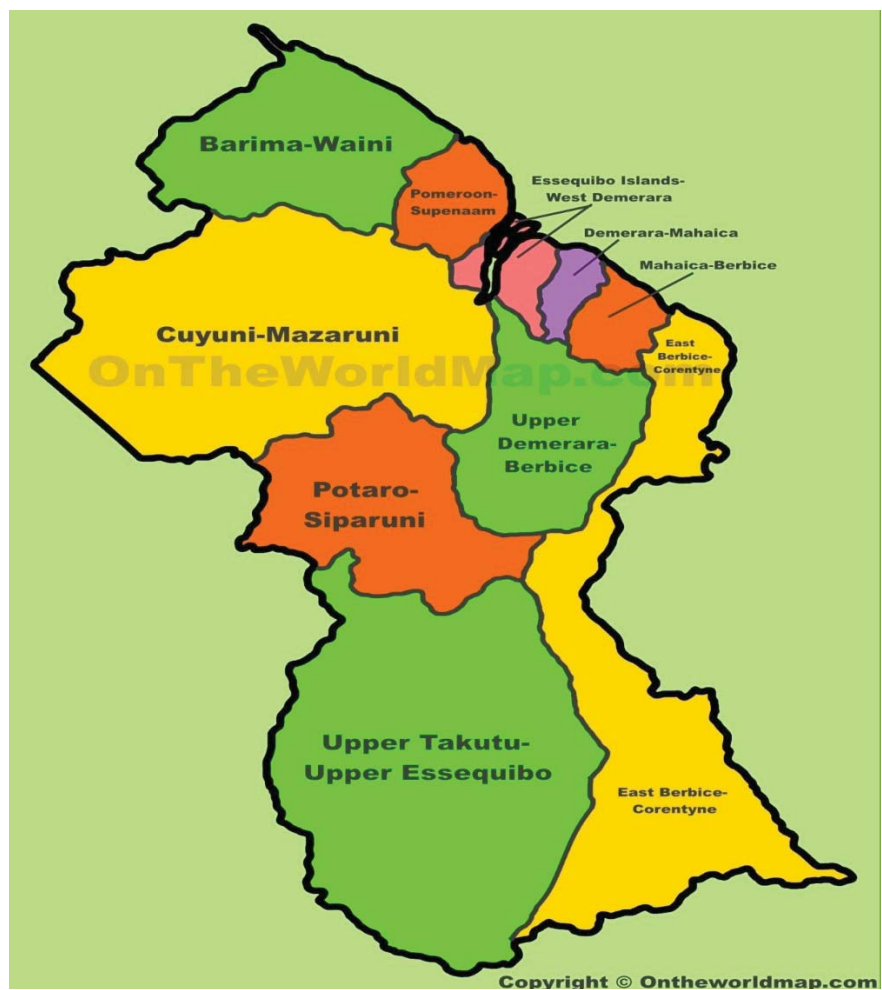 Barima-Waini
Pomeroon-
Supenaam
Essequibo Islands-
West Demerara
Demerara-Mahaica
Mahaica-Berbice
Cuyuni-Mazaruni
East
Berbice-
Corentyne
OnTheWorldMap.com
Upper
Demerara-
Berbice
Potaro-
Siparuni
Upper Takutu-
Upper Essequibo
East Berbice-
Corentyne
Copyright © Ontheworldmap.com